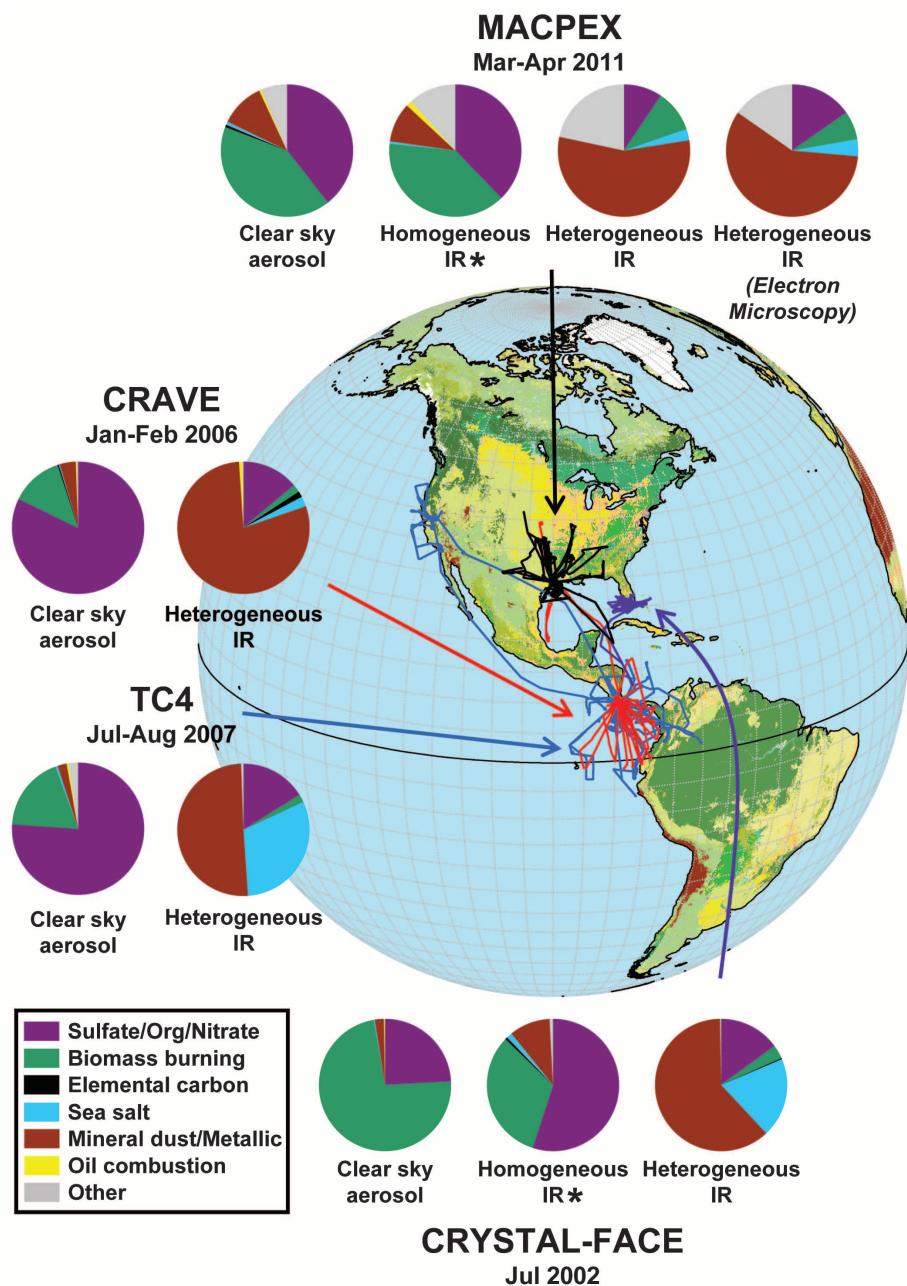 MACPEX
Mar-Apr 2011
Clear sky
aerosol
Homogeneous
IR*
Heterogeneous
IR
Heterogeneous
IR
(Electron
Microscopy)
CRAVE
Jan-Feb 2006
Clear sky
aerosol
Heterogeneous
IR
TC4
Jul-Aug 2007
Clear sky
aerosol
Heterogeneous
IR
Sulfate/Org/Nitrate
Biomass burning
Elemental carbon
Sea salt
Mineral dust/Metallic
Oil combustion
Other
Clear sky
aerosol
Homogeneous
IR*
Heterogeneous
IR
CRYSTAL-FACE
Jul 2002